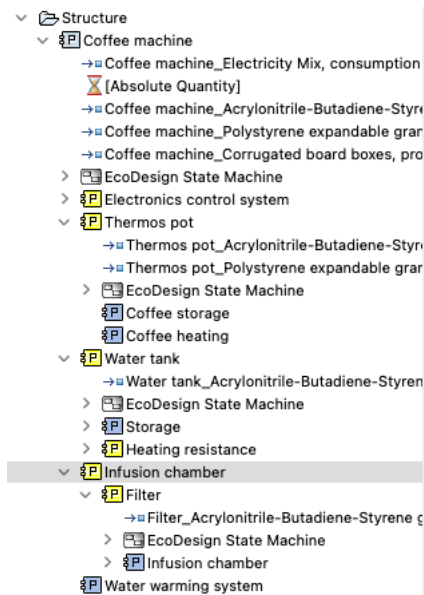 Structure
Coffee machine
Coffee machine_Electricity Mix, consumption
[Absolute Quantity]
Coffee machine_Acrylonitrile-Butadiene-Styre
Coffee machine_Polystyrene expandable gran
Coffee machine_Corrugated board boxes, pro
EcoDesign State Machine
Electronics control system
Thermos pot
Thermos pot_Acrylonitrile-Butadiene-Styr
Thermos pot_Polystyrene expandable gran
EcoDesign State Machine
Coffee storage
Coffee heating
Water tank
Water tank_Acrylonitrile-Butadiene-Styren
EcoDesign State Machine
Storage
Heating resistance
Infusion chamber
Filter
Filter_Acrylonitrile-Butadiene-Styrene g
EcoDesign State Machine
Infusion chamber
Water warming system